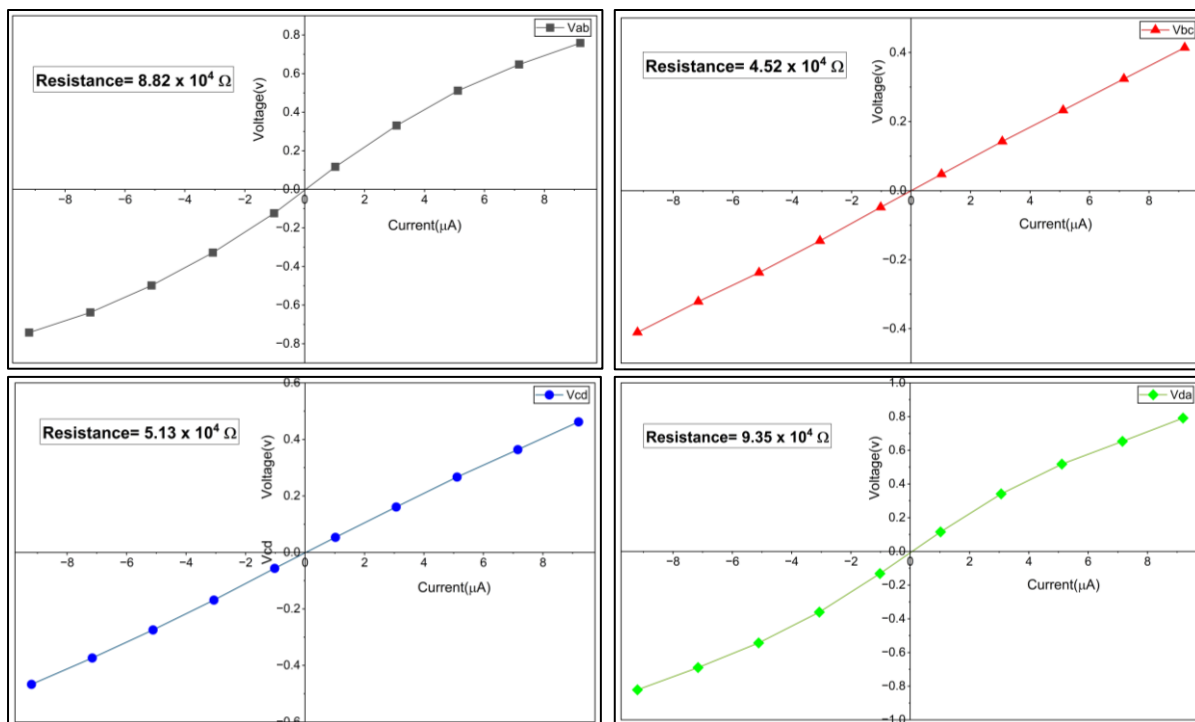 Vab
Resistance= 8.82 x 10⁴ Ω
Voltage(v)
0.8
0.6
0.4
0.2
0.0
−0.2
−0.4
−0.6
−0.8
−8 −6 −4 −2 0 2 4 6 8
Current(μA)
Vbc
Resistance= 4.52 x 10⁴ Ω
Voltage(v)
0.4
0.2
0.0
−0.2
−0.4
−8 −6 −4 −2 0 2 4 6 8
Current(μA)
Vcd
Resistance= 5.13 x 10⁴ Ω
Voltage(v)
0.6
0.4
0.2
0.0
−0.2
−0.4
−0.6
Vcd
−8 −6 −4 −2 0 2 4 6 8
Current(μA)
Vda
Resistance= 9.35 x 10⁴ Ω
Voltage(v)
1.0
0.8
0.6
0.4
0.2
0.0
−0.2
−0.4
−0.6
−0.8
−1.0
−8 −6 −4 −2 0 2 4 6 8
Current(μA)